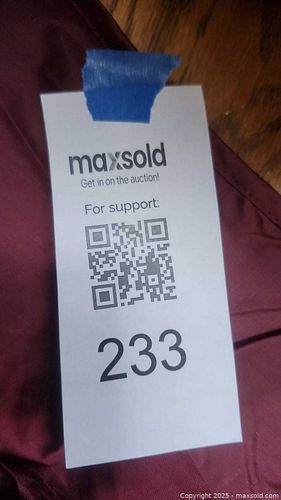 maxsold
Get in on the auction!
For support:
233
Copyright 2025 - maxsold.com